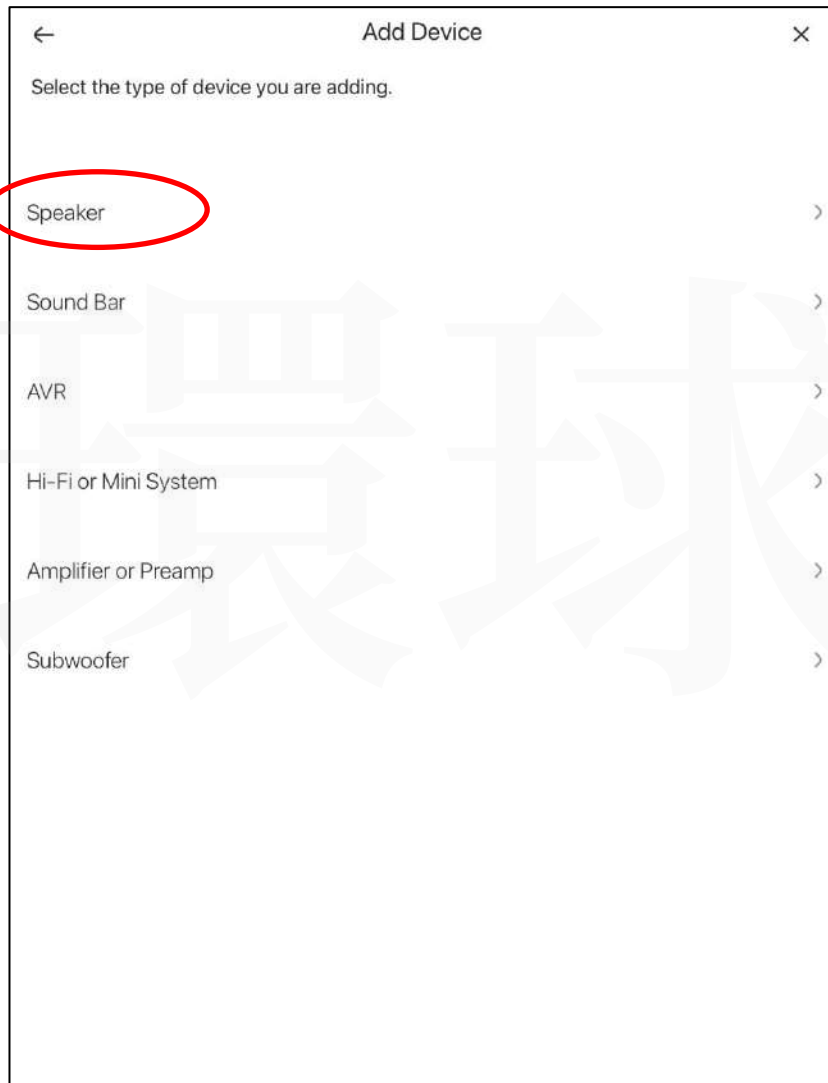 Add Device
Select the type of device you are adding.
Speaker
Sound Bar
AVR
Hi-Fi or Mini System
Amplifier or Preamp
Subwoofer
環球